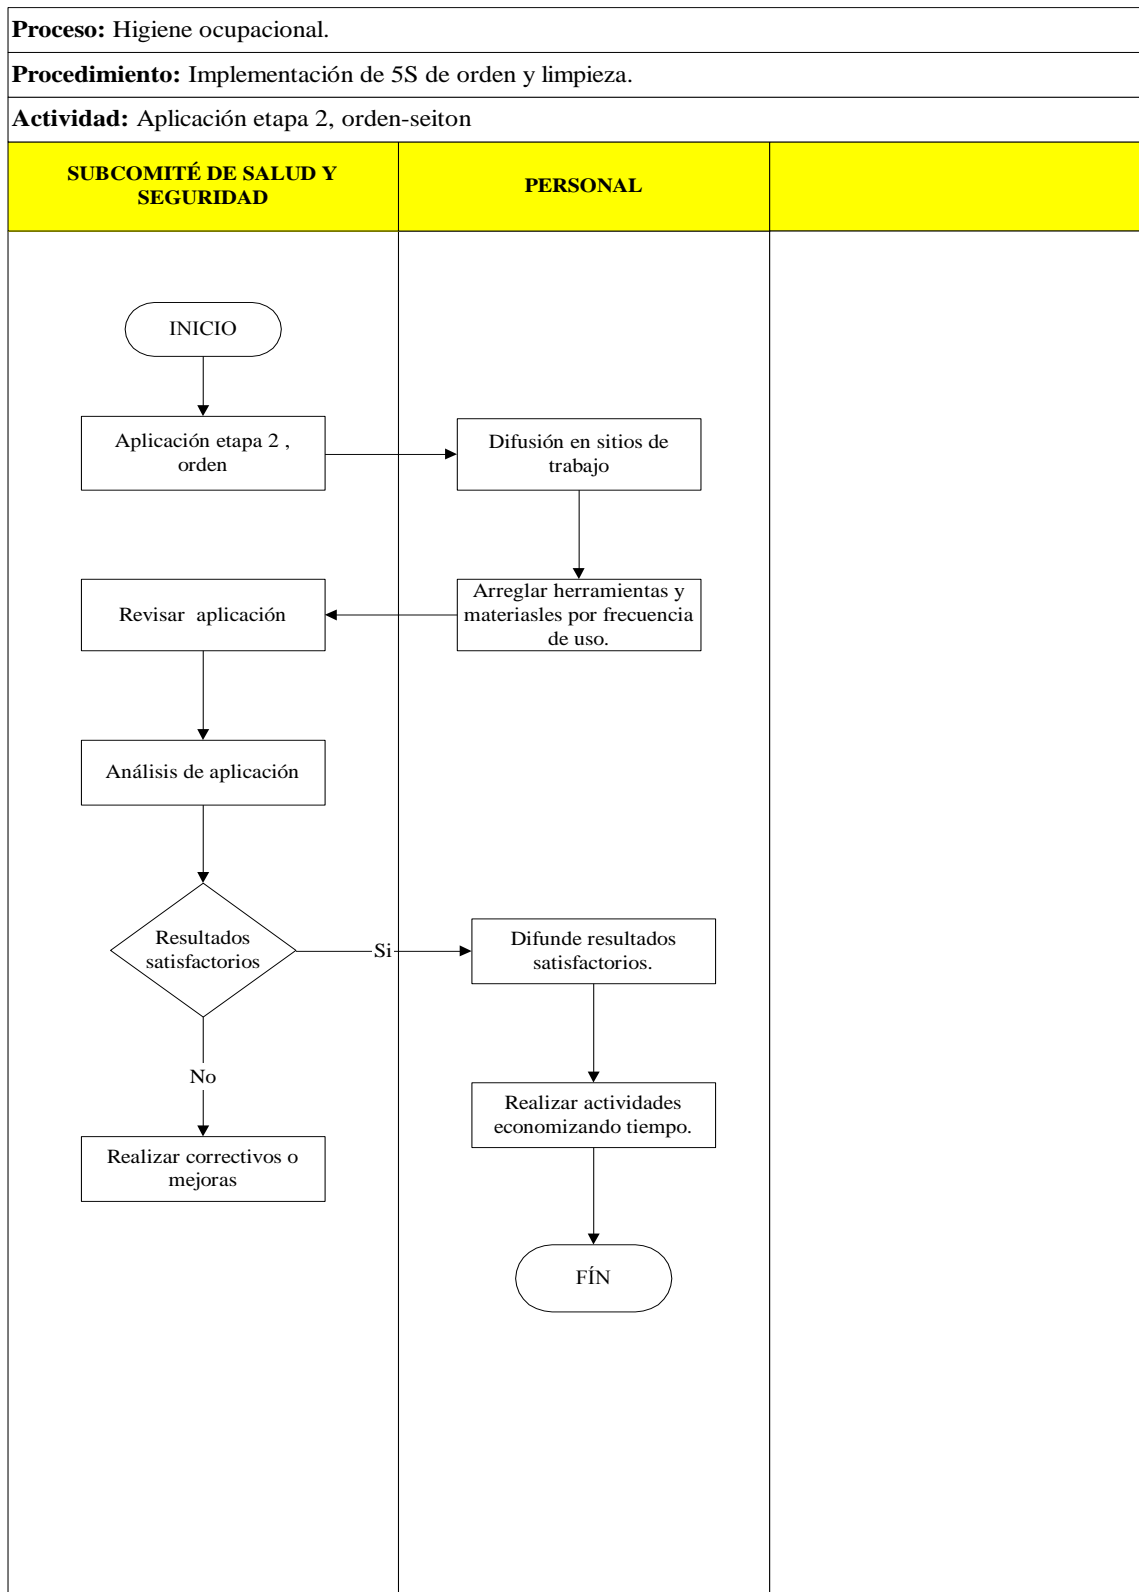 Proceso: Higiene ocupacional.
Procedimiento: Implementación de 5S de orden y limpieza.
Actividad: Aplicación etapa 2, orden-seiton
SUBCOMITÉ DE SALUD Y
SEGURIDAD
PERSONAL
INICIO
Aplicación etapa 2 ,
orden
Difusión en sitios de
trabajo
Arreglar herramientas y
materiasles por frecuencia
de uso.
Revisar aplicación
Análisis de aplicación
Resultados
satisfactorios
Si
Difunde resultados
satisfactorios.
No
Realizar actividades
economizando tiempo.
Realizar correctivos o
mejoras
FÍN